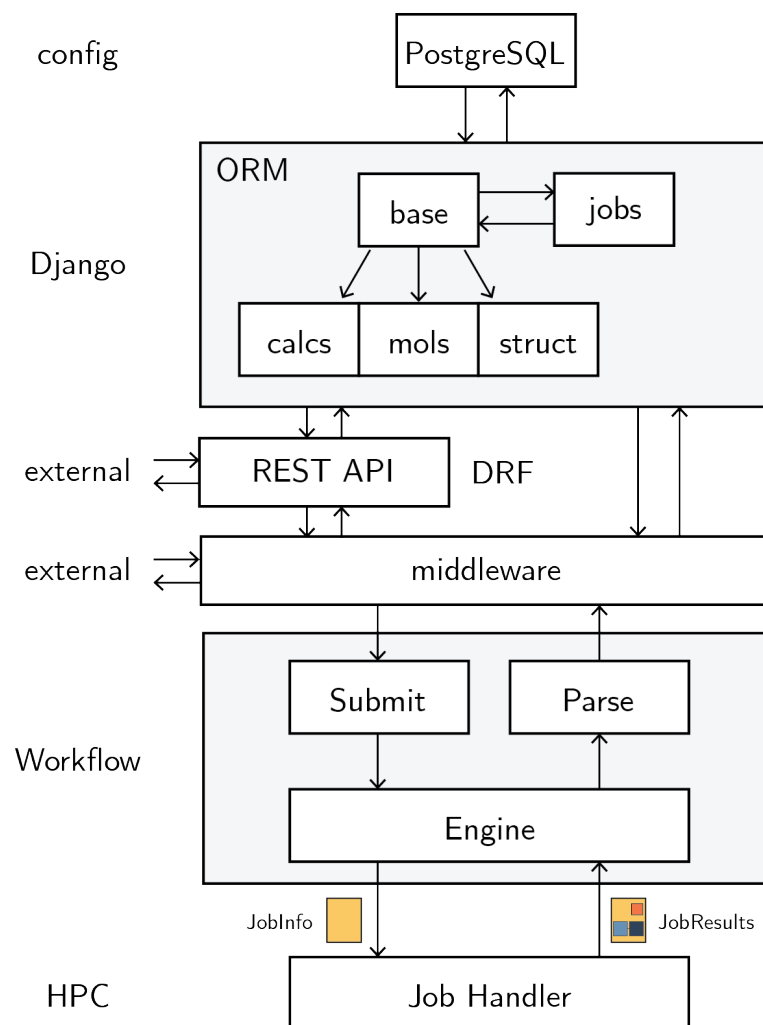 config
PostgreSQL
ORM
base
jobs
Django
calcs
mols
struct
external
REST API
DRF
external
middleware
Submit
Parse
Workflow
Engine
JobInfo
JobResults
HPC
Job Handler